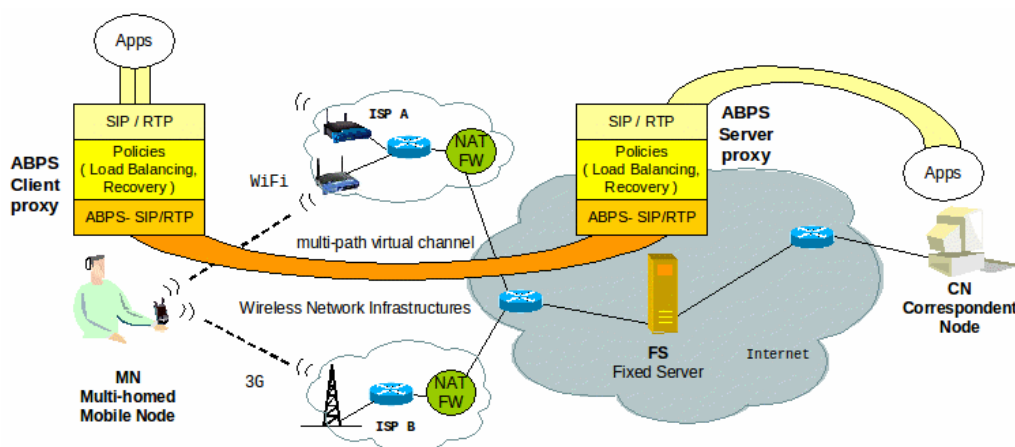 Apps
SIP / RTP
Policies
( Load Balancing,
Recovery )
ABPS- SIP/RTP
ABPS
Client
proxy
ISP A
NAT
FW
WiFi
SIP / RTP
Policies
( Load Balancing,
Recovery )
ABPS- SIP/RTP
ABPS
Server
proxy
Apps
multi-path virtual channel
Wireless Network Infrastructures
MN
Multi-homed
Mobile Node
3G
NAT
FW
ISP B
FS
Fixed Server
Internet
CN
Correspondent
Node